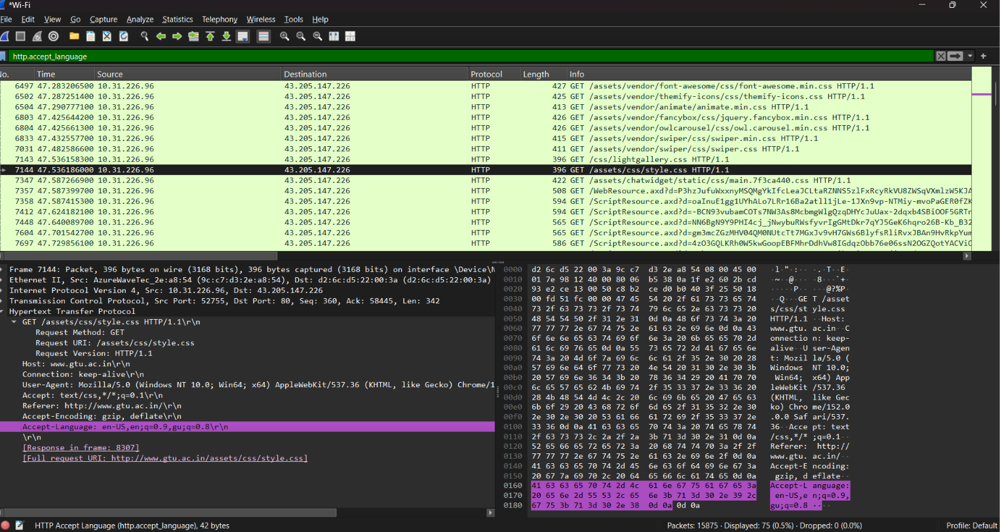 *Wi-Fi
File Edit View Go Capture Analyze Statistics Telephony Wireless Tools Help
http.accept_language
No. Time Source Destination Protocol Length Info
6497 47.283206500 10.31.226.96 43.205.147.226 HTTP 427 GET /assets/vendor/font-awesome/css/font-awesome.min.css HTTP/1.1
6502 47.287251400 10.31.226.96 43.205.147.226 HTTP 425 GET /assets/vendor/themify-icons/css/themify-icons.css HTTP/1.1
6504 47.290777100 10.31.226.96 43.205.147.226 HTTP 413 GET /assets/vendor/animate/animate.min.css HTTP/1.1
6803 47.425644200 10.31.226.96 43.205.147.226 HTTP 426 GET /assets/vendor/fancybox/css/jquery.fancybox.min.css HTTP/1.1
6804 47.425661300 10.31.226.96 43.205.147.226 HTTP 426 GET /assets/vendor/owlcarousel/css/owl.carousel.min.css HTTP/1.1
6833 47.432557700 10.31.226.96 43.205.147.226 HTTP 415 GET /assets/vendor/swiper/css/swiper.min.css HTTP/1.1
7031 47.482586600 10.31.226.96 43.205.147.226 HTTP 411 GET /assets/vendor/swiper/css/swiper.css HTTP/1.1
7143 47.536158300 10.31.226.96 43.205.147.226 HTTP 396 GET /css/lightgallery.css HTTP/1.1
7144 47.536186000 10.31.226.96 43.205.147.226 HTTP 396 GET /assets/css/style.css HTTP/1.1
7347 47.587266900 10.31.226.96 43.205.147.226 HTTP 422 GET /assets/chatwidget/static/css/main.7f3ca440.css HTTP/1.1
7357 47.587399700 10.31.226.96 43.205.147.226 HTTP 508 GET /WebResource.axd?d=P3hzJufuWxxnyMSQMgYkIfcLeaJCLtaRZNNS5zlFxRcyRkVU8ZWSqVXmlzW5KJA
7358 47.587415300 10.31.226.96 43.205.147.226 HTTP 594 GET /ScriptResource.axd?d=oaInuE1gg1UYhALo7LRr16Ba2atll1jLe-1JXn9vp-NTMiy-mvoPaGER0fZK
7412 47.624182100 10.31.226.96 43.205.147.226 HTTP 594 GET /ScriptResource.axd?d=-BCN93vubamCOTs7NW3As8McbmgWlgQzqDHYcJuUax-2dqxb4SBiOOF5GRTr
7448 47.640089700 10.31.226.96 43.205.147.226 HTTP 565 GET /ScriptResource.axd?d=NN6BgN9Y9PHI4cj_jNwybuRWsfyvrIgGMtDkr7qYJ5GeK6hqro26B-Kb_B32
7604 47.701542700 10.31.226.96 43.205.147.226 HTTP 565 GET /ScriptResource.axd?d=gm3mcZGzMHV04QM0NUtcTt7MGxJv9vH7GWs6BlyfsRliRvxJBAn9HvRkpYum
7697 47.729856100 10.31.226.96 43.205.147.226 HTTP 586 GET /ScriptResource.axd?d=4zO3GQLKRh0W5kwGoopEBFMhrDdhVw8IGdqzObb76e06ssN2OGZQotYACViC
Frame 7144: Packet, 396 bytes on wire (3168 bits), 396 bytes captured (3168 bits) on interface \Device\N
Ethernet II, Src: AzureWaveTec_2e:a8:54 (9c:c7:d3:2e:a8:54), Dst: d2:6c:d5:22:00:3a (d2:6c:d5:22:00:3a)
Internet Protocol Version 4, Src: 10.31.226.96, Dst: 43.205.147.226
Transmission Control Protocol, Src Port: 52755, Dst Port: 80, Seq: 360, Ack: 58445, Len: 342
Hypertext Transfer Protocol
GET /assets/css/style.css HTTP/1.1\r\n
Request Method: GET
Request URI: /assets/css/style.css
Request Version: HTTP/1.1
Host: www.gtu.ac.in\r\n
Connection: keep-alive\r\n
User-Agent: Mozilla/5.0 (Windows NT 10.0; Win64; x64) AppleWebKit/537.36 (KHTML, like Gecko) Chrome/1
Accept: text/css,*/*;q=0.1\r\n
Referer: http://www.gtu.ac.in/\r\n
Accept-Encoding: gzip, deflate\r\n
Accept-Language: en-US,en;q=0.9,gu;q=0.8\r\n
\r\n
[Response in frame: 8307]
[Full request URI: http://www.gtu.ac.in/assets/css/style.css]
0000 d2 6c d5 22 00 3a 9c c7 d3 2e a8 54 08 00 45 00 ·l·"·:·· ·.·T··E·
0010 01 7e 98 12 40 00 80 06 b5 38 0a 1f e2 60 2b cd ·~··@··· ·8···`+·
0020 93 e2 ce 13 00 50 c8 b2 ce d0 b0 40 3f 25 50 18 ·····P·· ···@?%P·
0030 00 fd 51 fc 00 00 47 45 54 20 2f 61 73 73 65 74 ··Q···GE T /asset
0040 73 2f 63 73 73 2f 73 74 79 6c 65 2e 63 73 73 20 s/css/st yle.css
0050 48 54 54 50 2f 31 2e 31 0d 0a 48 6f 73 74 3a 20 HTTP/1.1 ··Host:
0060 77 77 77 2e 67 74 75 2e 61 63 2e 69 6e 0d 0a 43 www.gtu. ac.in··C
0070 6f 6e 6e 65 63 74 69 6f 6e 3a 20 6b 65 65 70 2d onnectio n: keep-
0080 61 6c 69 76 65 0d 0a 55 73 65 72 2d 41 67 65 6e alive··U ser-Agen
0090 74 3a 20 4d 6f 7a 69 6c 6c 61 2f 35 2e 30 20 28 t: Mozil la/5.0 (
00a0 57 69 6e 64 6f 77 73 20 4e 54 20 31 30 2e 30 3b Windows NT 10.0;
00b0 20 57 69 6e 36 34 3b 20 78 36 34 29 20 41 70 70 Win64; x64) App
00c0 6c 65 57 65 62 4b 69 74 2f 35 33 37 2e 33 36 20 leWebKit /537.36
00d0 28 4b 48 54 4d 4c 2c 20 6c 69 6b 65 20 47 65 63 (KHTML, like Gec
00e0 6b 6f 29 20 43 68 72 6f 6d 65 2f 31 35 32 2e 30 ko) Chro me/152.0
00f0 2e 30 2e 30 20 53 61 66 61 72 69 2f 35 33 37 2e .0.0 Saf ari/537.
0100 33 36 0d 0a 41 63 63 65 70 74 3a 20 74 65 78 74 36··Acce pt: text
0110 2f 63 73 73 2c 2a 2f 2a 3b 71 3d 30 2e 31 0d 0a /css,*/* ;q=0.1··
0120 52 65 66 65 72 65 72 3a 20 68 74 74 70 3a 2f 2f Referer: http://
0130 77 77 77 2e 67 74 75 2e 61 63 2e 69 6e 2f 0d 0a www.gtu. ac.in/··
0140 41 63 63 65 70 74 2d 45 6e 63 6f 64 69 6e 67 3a Accept-E ncoding:
0150 20 67 7a 69 70 2c 20 64 65 66 6c 61 74 65 0d 0a gzip, d eflate··
0160 41 63 63 65 70 74 2d 4c 61 6e 67 75 61 67 65 3a Accept-L anguage:
0170 20 65 6e 2d 55 53 2c 65 6e 3b 71 3d 30 2e 39 2c en-US,e n;q=0.9,
0180 67 75 3b 71 3d 30 2e 38 0d 0a 0d 0a gu;q=0.8 ····
HTTP Accept Language (http.accept_language), 42 bytes
Packets: 15875 · Displayed: 75 (0.5%) · Dropped: 0 (0.0%)
Profile: Default